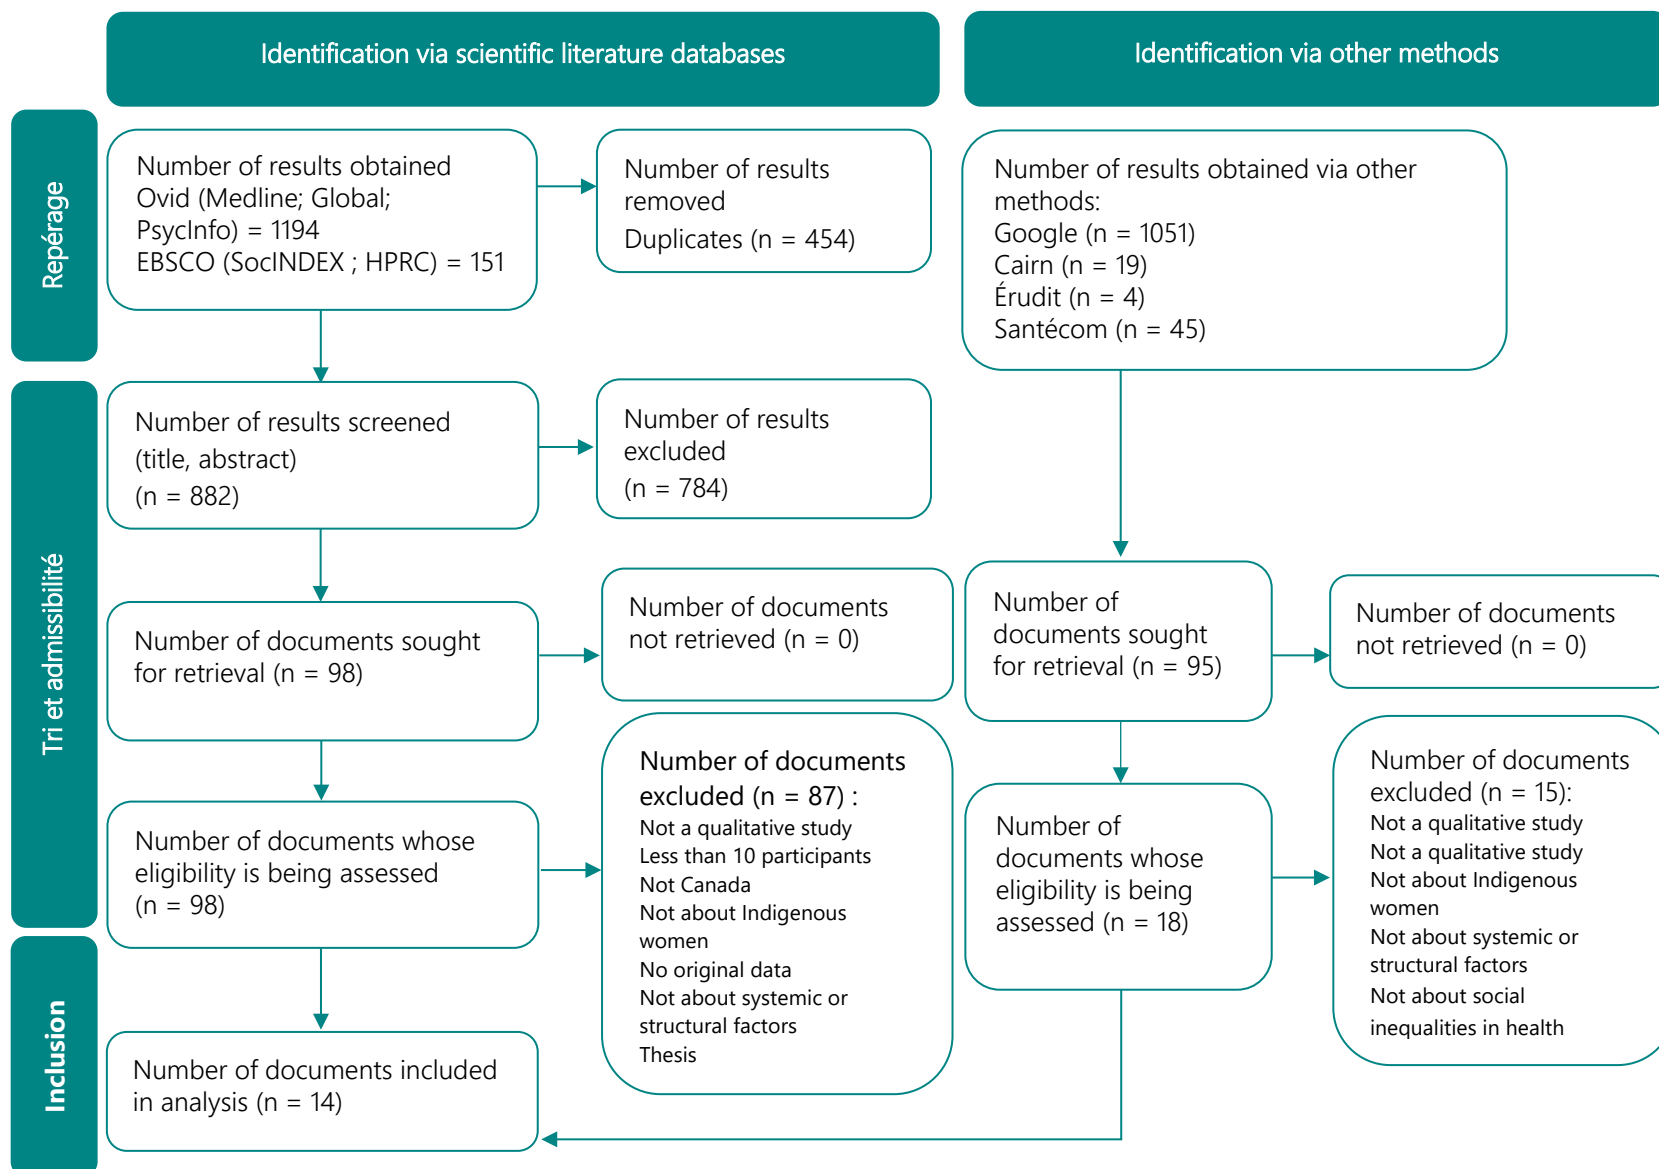 Identification via scientific literature databases
Identification via other methods
Repérage
Number of results obtained
Ovid (Medline; Global;
PsycInfo) = 1194
EBSCO (SocINDEX ; HPRC) = 151
Number of results
removed
Duplicates (n = 454)
Number of results obtained via other
methods:
Google (n = 1051)
Cairn (n = 19)
Érudit (n = 4)
Santécom (n = 45)
Tri et admissibilité
Number of results screened
(title, abstract)
(n = 882)
Number of results
excluded
(n = 784)
Number of documents sought
for retrieval (n = 98)
Number of documents
not retrieved (n = 0)
Number of
documents sought
for retrieval (n = 95)
Number of documents
not retrieved (n = 0)
Number of documents whose
eligibility is being assessed
(n = 98)
Number of documents
excluded (n = 87) :
Not a qualitative study
Less than 10 participants
Not Canada
Not about Indigenous
women
No original data
Not about systemic or
structural factors
Thesis
Number of
documents whose
eligibility is being
assessed (n = 18)
Number of documents
excluded (n = 15):
Not a qualitative study
Not a qualitative study
Not about Indigenous
women
Not about systemic or
structural factors
Not about social
inequalities in health
Inclusion
Number of documents included
in analysis (n = 14)